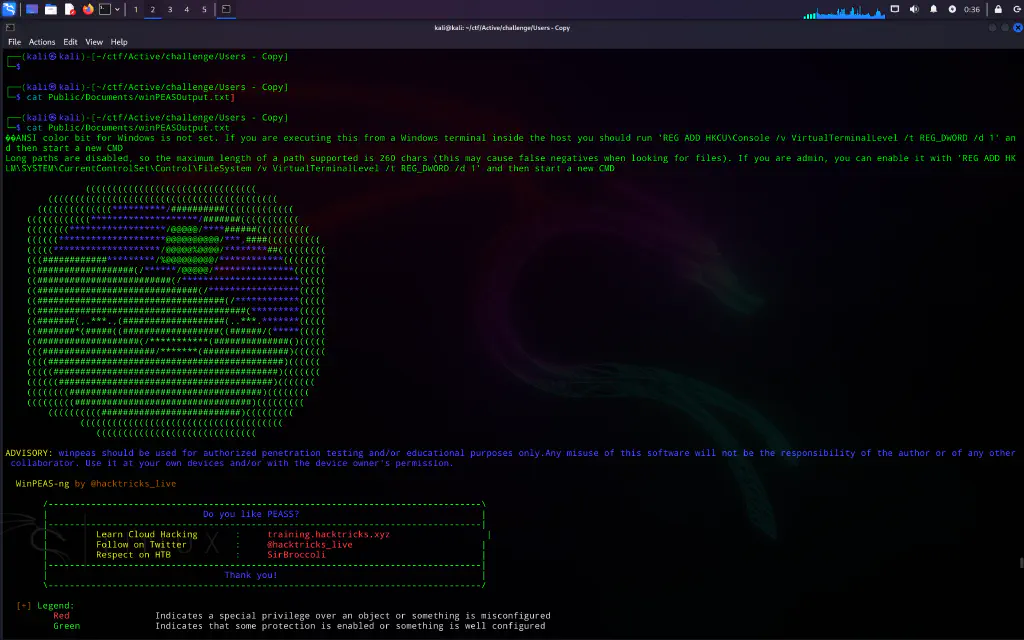 1 2 3 4 5 0:36
kali@kali: ~/ctf/Active/challenge/Users - Copy
File Actions Edit View Help
┌──(kali㉿kali)-[~/ctf/Active/challenge/Users - Copy]
└─$
┌──(kali㉿kali)-[~/ctf/Active/challenge/Users - Copy]
└─$ cat Public/Documents/winPEASOutput.txt]
┌──(kali㉿kali)-[~/ctf/Active/challenge/Users - Copy]
└─$ cat Public/Documents/winPEASOutput.txt
��ANSI color bit for Windows is not set. If you are executing this from a Windows terminal inside the host you should run 'REG ADD HKCU\Console /v VirtualTerminalLevel /t REG_DWORD /d 1' an
d then start a new CMD
Long paths are disabled, so the maximum length of a path supported is 260 chars (this may cause false negatives when looking for files). If you are admin, you can enable it with 'REG ADD HK
LM\SYSTEM\CurrentControlSet\Control\FileSystem /v VirtualTerminalLevel /t REG_DWORD /d 1' and then start a new CMD
ADVISORY: winpeas should be used for authorized penetration testing and/or educational purposes only.Any misuse of this software will not be the responsibility of the author or of any other
collaborator. Use it at your own devices and/or with the device owner's permission.
WinPEAS-ng by @hacktricks_live
Do you like PEASS?
Learn Cloud Hacking : training.hacktricks.xyz
Follow on Twitter : @hacktricks_live
Respect on HTB : SirBroccoli
Thank you!
[+] Legend:
Red Indicates a special privilege over an object or something is misconfigured
Green Indicates that some protection is enabled or something is well configured